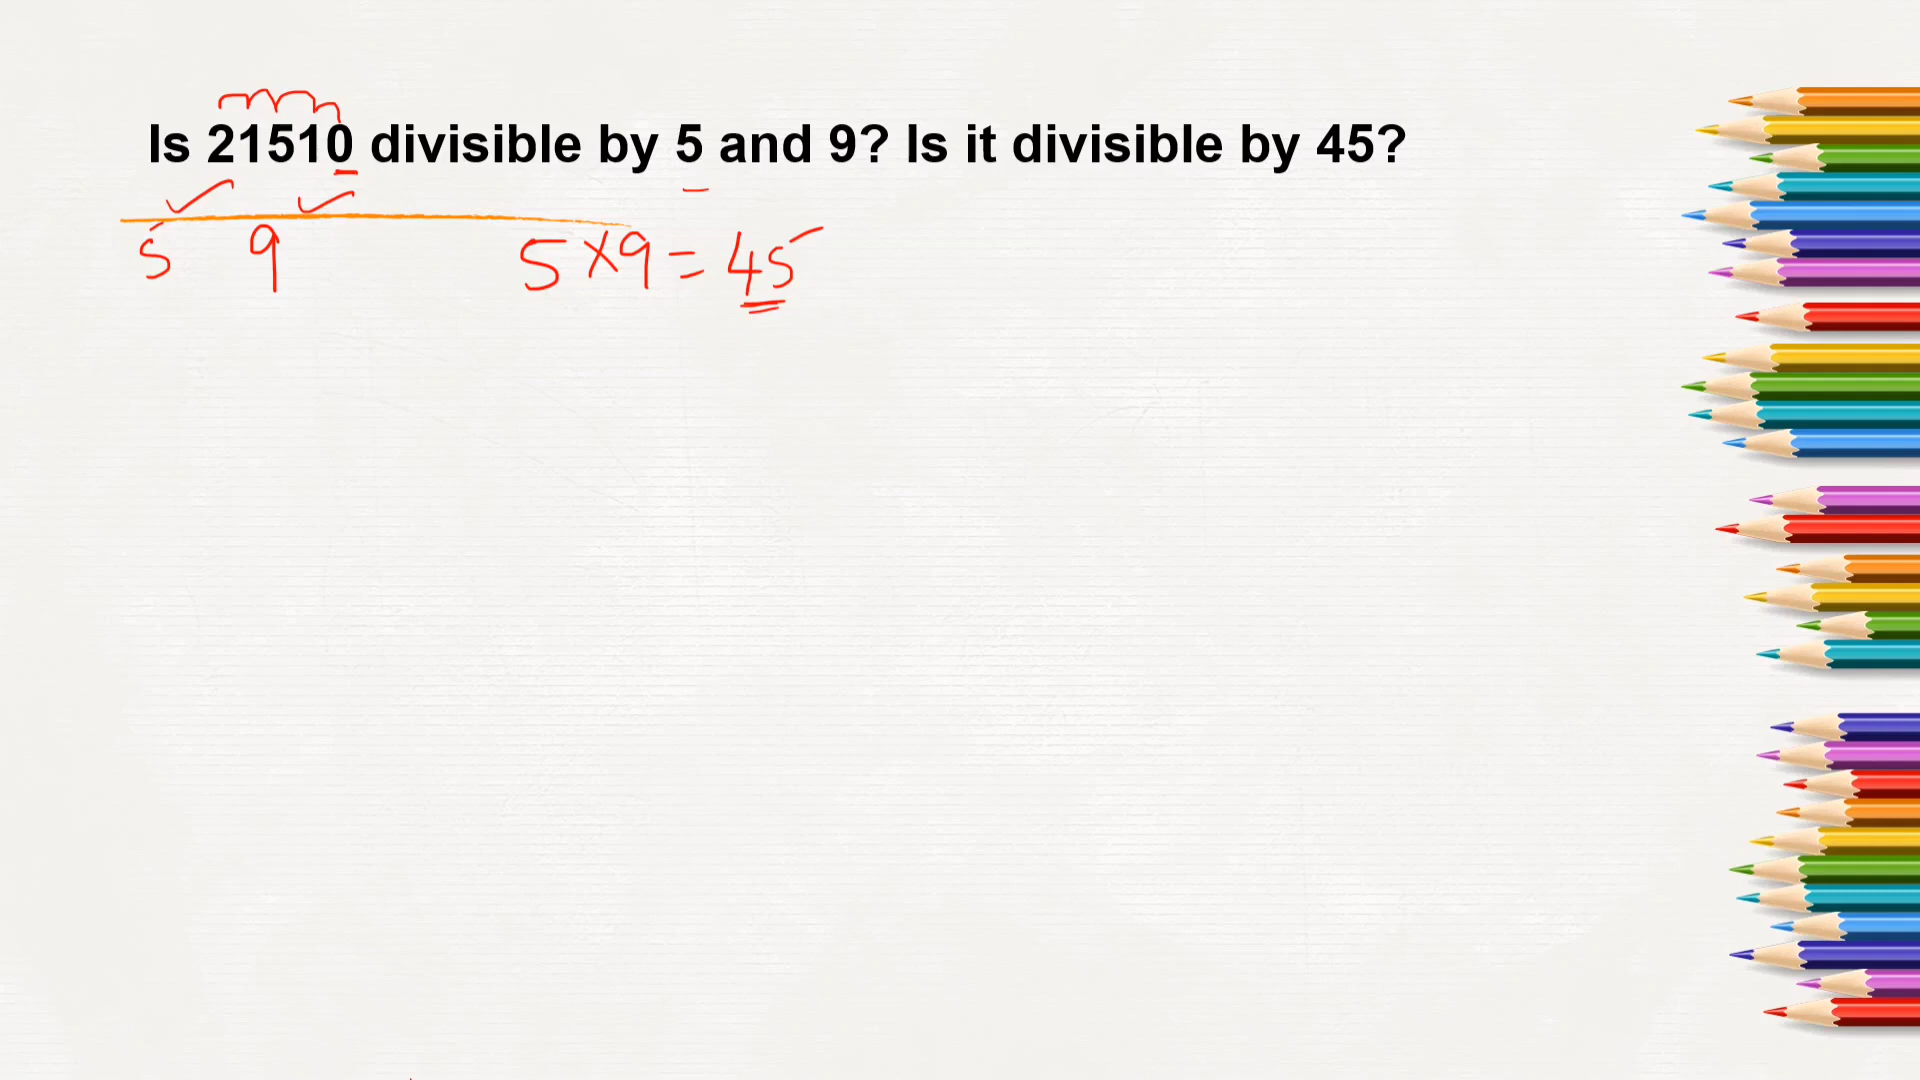 Is 21510 divisible by 5 and 9? Is it divisible by 45?
5 9 5 × 9 = 45